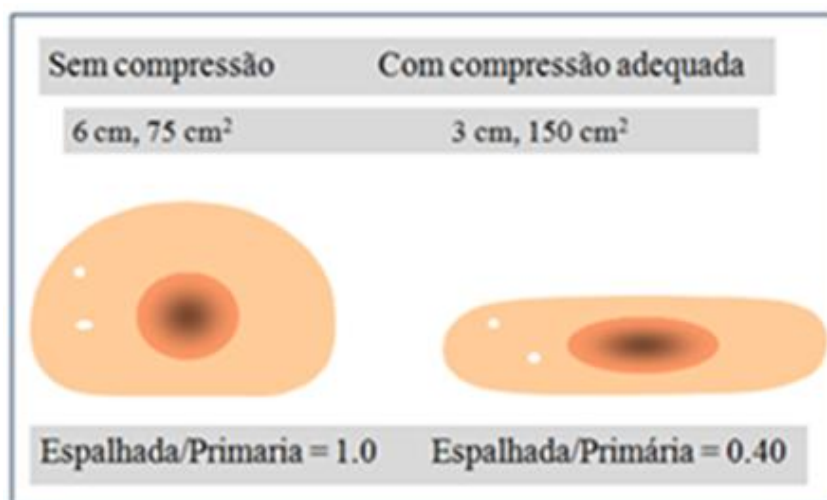 Sem compressão Com compressão adequada
6 cm, 75 cm² 3 cm, 150 cm²
Espalhada/Primaria = 1.0 Espalhada/Primária = 0.40